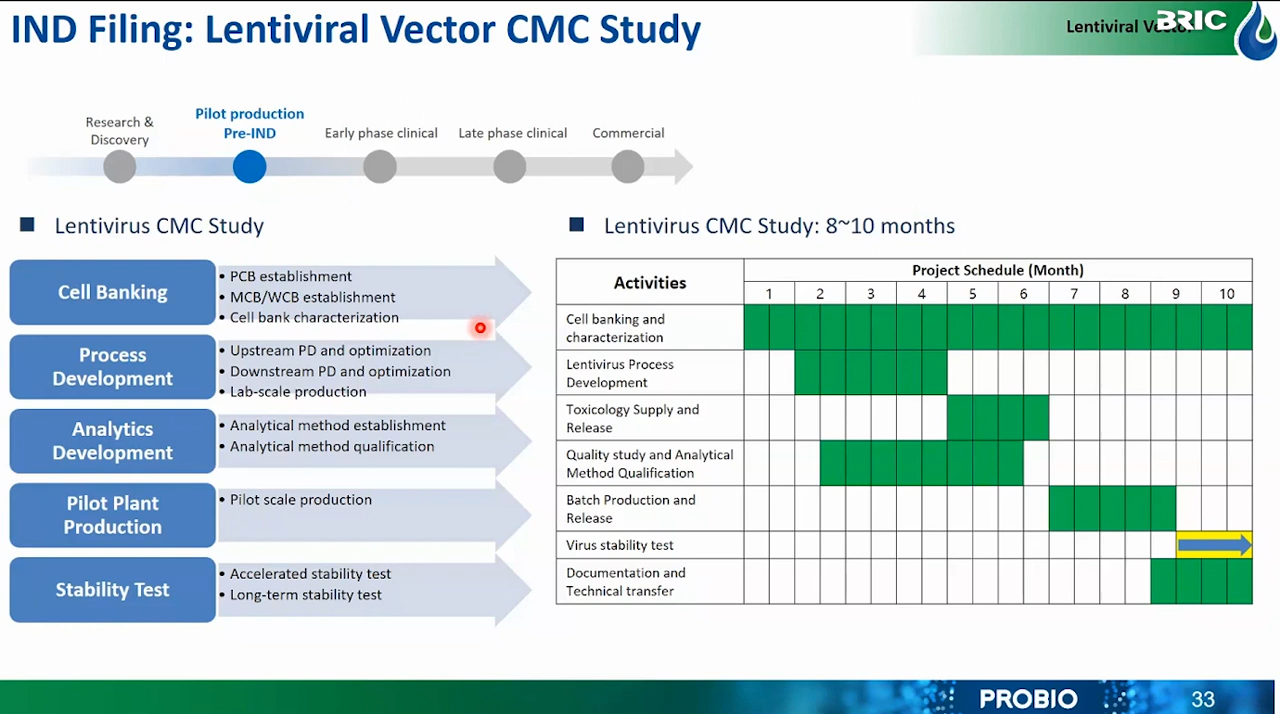 IND Filing: Lentiviral Vector CMC Study
Lentiviral Vector
BRIC
Research &
Discovery
Pilot production
Pre-IND
Early phase clinical
Late phase clinical
Commercial
■ Lentivirus CMC Study
Cell Banking
• PCB establishment
• MCB/WCB establishment
• Cell bank characterization
Process
Development
• Upstream PD and optimization
• Downstream PD and optimization
• Lab-scale production
Analytics
Development
• Analytical method establishment
• Analytical method qualification
Pilot Plant
Production
• Pilot scale production
Stability Test
• Accelerated stability test
• Long-term stability test
■ Lentivirus CMC Study: 8~10 months
Activities
Project Schedule (Month)
1 2 3 4 5 6 7 8 9 10
Cell banking and
characterization
Lentivirus Process
Development
Toxicology Supply and
Release
Quality study and Analytical
Method Qualification
Batch Production and
Release
Virus stability test
Documentation and
Technical transfer
PROBIO
33